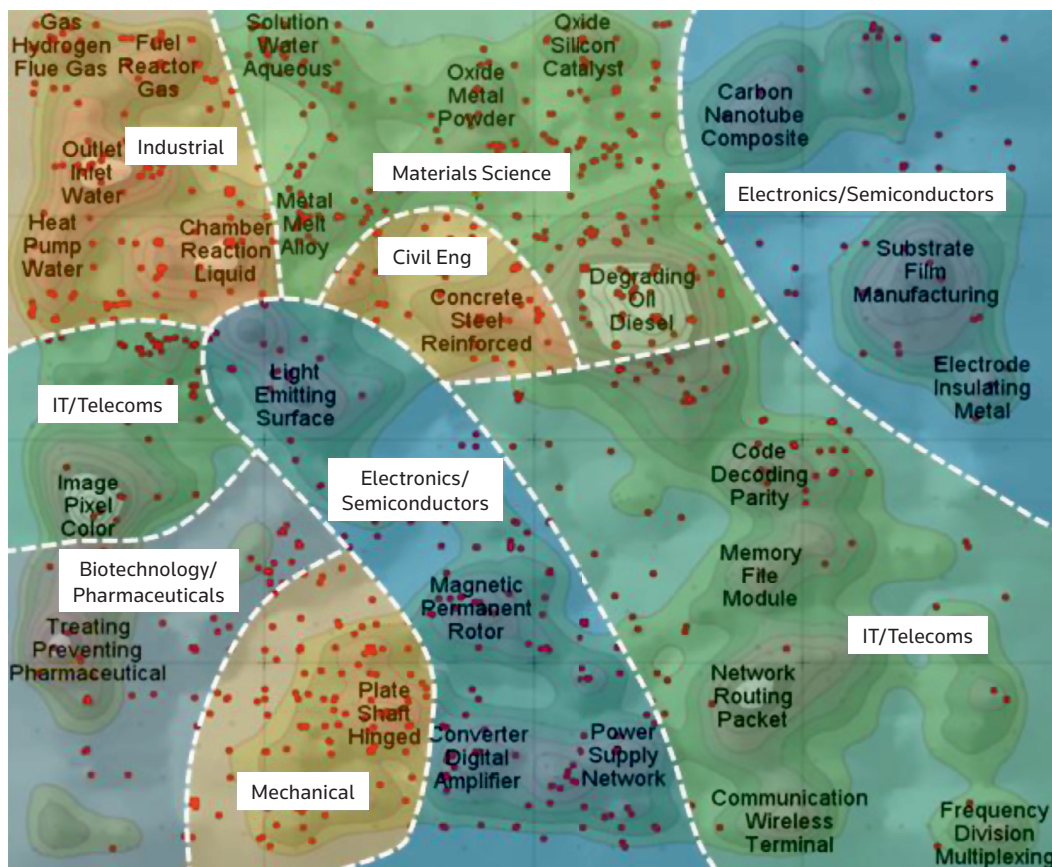 Gas
Hydrogen
Flue Gas
Fuel
Reactor
Gas
Solution
Water
Aqueous
Oxide
Metal
Powder
Oxide
Silicon
Catalyst
Carbon
Nanotube
Composite
Industrial
Outlet
Inlet
Water
Materials Science
Electronics/Semiconductors
Heat
Pump
Water
Chamber
Reaction
Liquid
Metal
Melt
Alloy
Civil Eng
Concrete
Steel
Reinforced
Degrading
Oil
Diesel
Substrate
Film
Manufacturing
Electrode
Insulating
Metal
Light
Emitting
Surface
IT/Telecoms
Image
Pixel
Color
Electronics/
Semiconductors
Code
Decoding
Parity
Biotechnology/
Pharmaceuticals
Treating
Preventing
Pharmaceutical
Magnetic
Permanent
Rotor
Memory
File
Module
IT/Telecoms
Network
Routing
Packet
Plate
Shaft
Hinged
Converter
Digital
Amplifier
Power
Supply
Network
Mechanical
Communication
Wireless
Terminal
Frequency
Division
Multiplexing